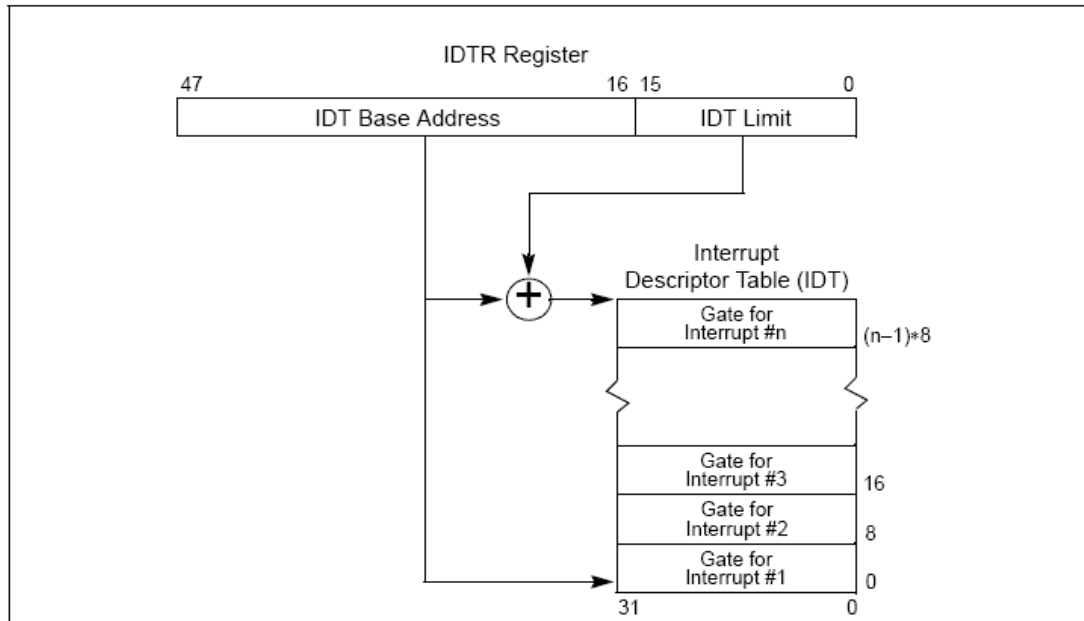 IDTR Register
47 16 15 0
IDT Base Address IDT Limit
+
Interrupt
Descriptor Table (IDT)
Gate for
Interrupt #n
(n–1)*8
Gate for
Interrupt #3
16
Gate for
Interrupt #2
8
Gate for
Interrupt #1
0
31 0